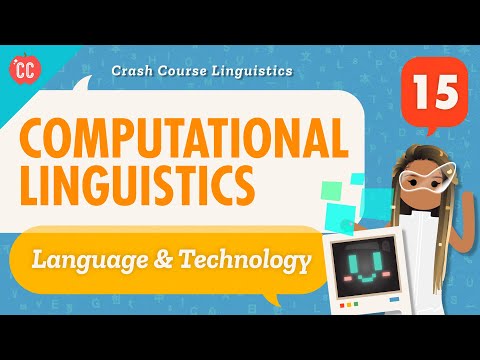 CC
Crash Course Linguistics
15
COMPUTATIONAL
LINGUISTICS
Language & Technology